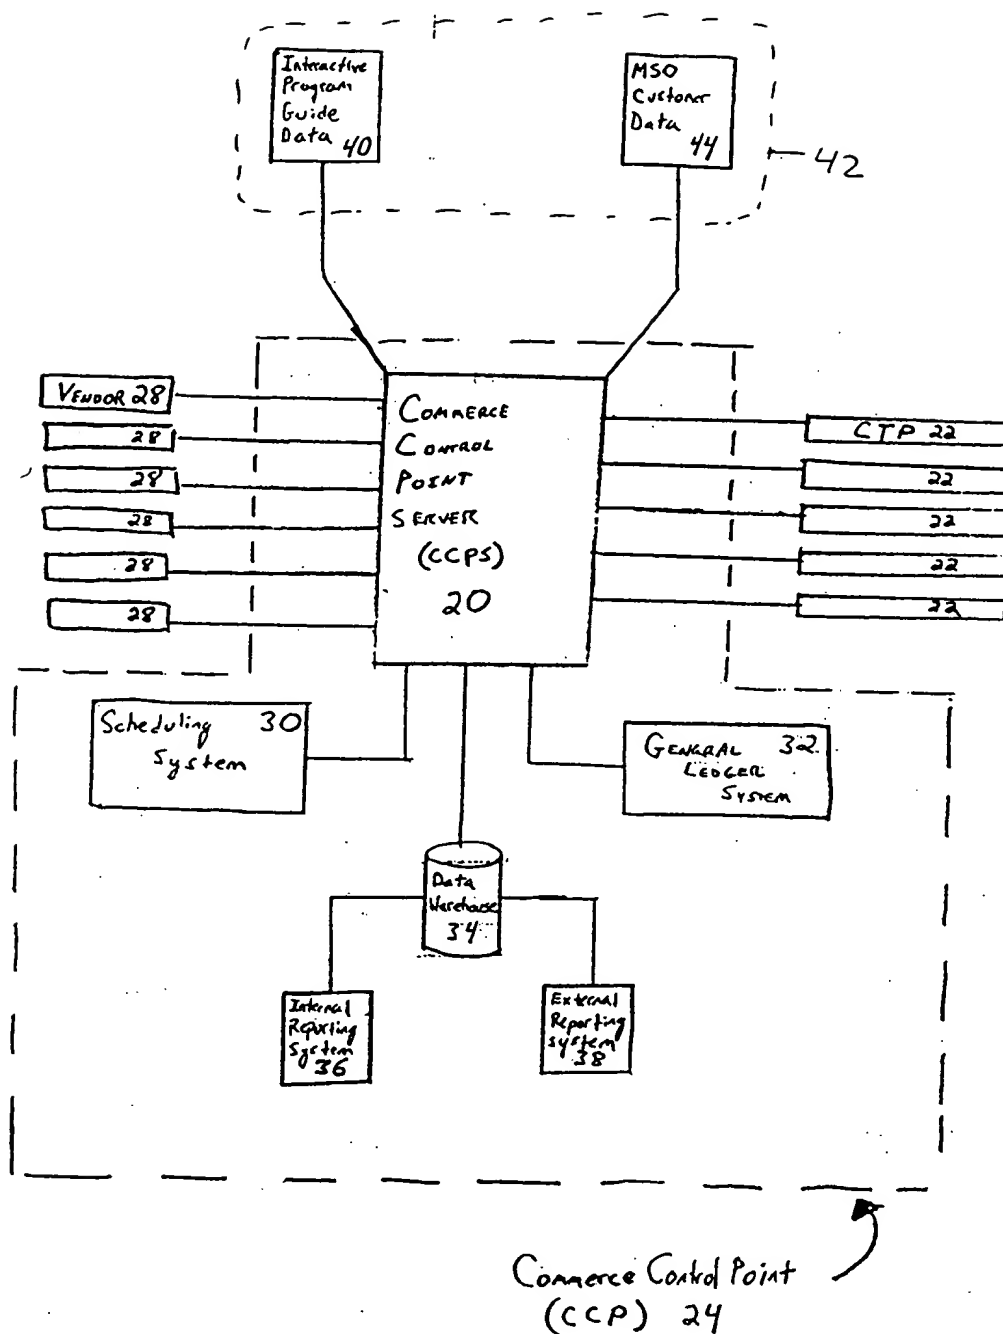 Interactive
Program
Guide
Data 40
MSO
Customer
Data
44
42
VENDOR 28
28
28
28
28
28
COMMERCE
CONTROL
POINT
SERVER
(CCPS)
20
CTP 22
22
22
22
22
Scheduling 30
System
GENERAL 32
LEDGER
SYSTEM
Data
Warehouse
34
Internal
Reporting
System
36
External
Reporting
system
38
Commerce Control Point
(CCP) 24